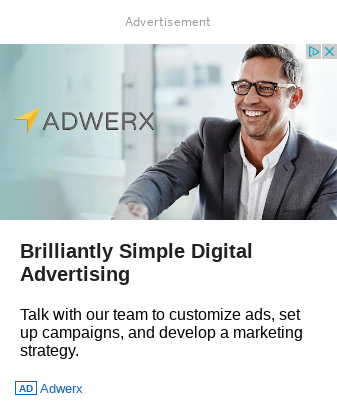 Advertisement
ADWERX
Brilliantly Simple Digital
Advertising
Talk with our team to customize ads, set
up campaigns, and develop a marketing
strategy.
AD Adwerx